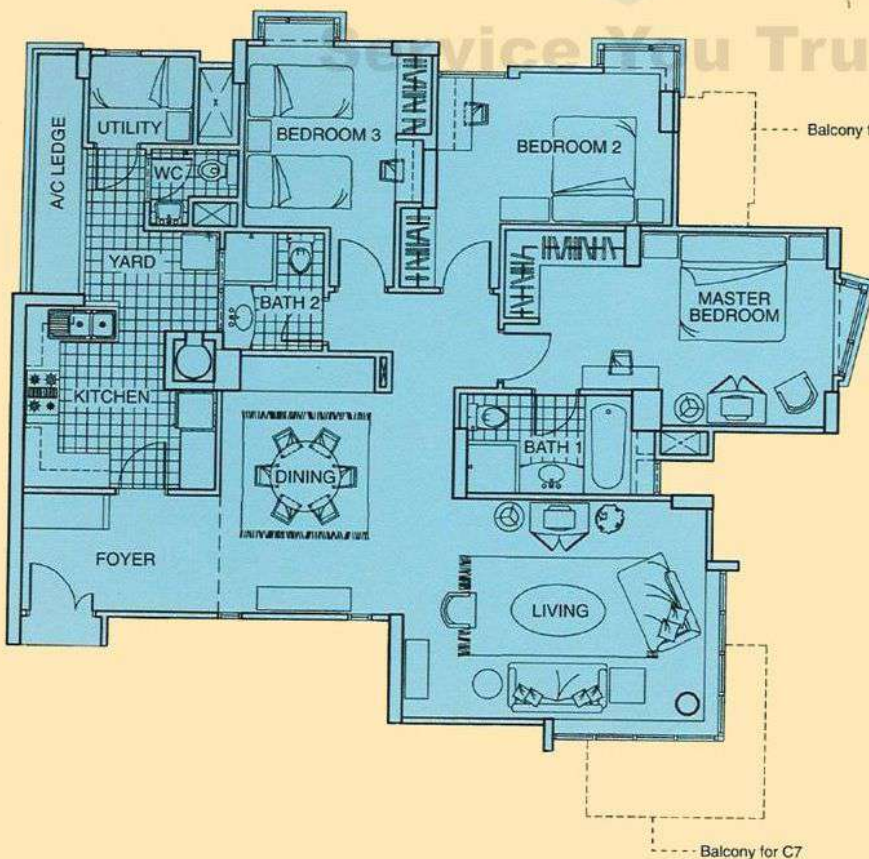 Service You Tru
UTILITY
BEDROOM 3
BEDROOM 2
Balcony f
A/C LEDGE
WC
YARD
BATH 2
MASTER
BEDROOM
KITCHEN
DINING
BATH 1
FOYER
LIVING
Balcony for C7